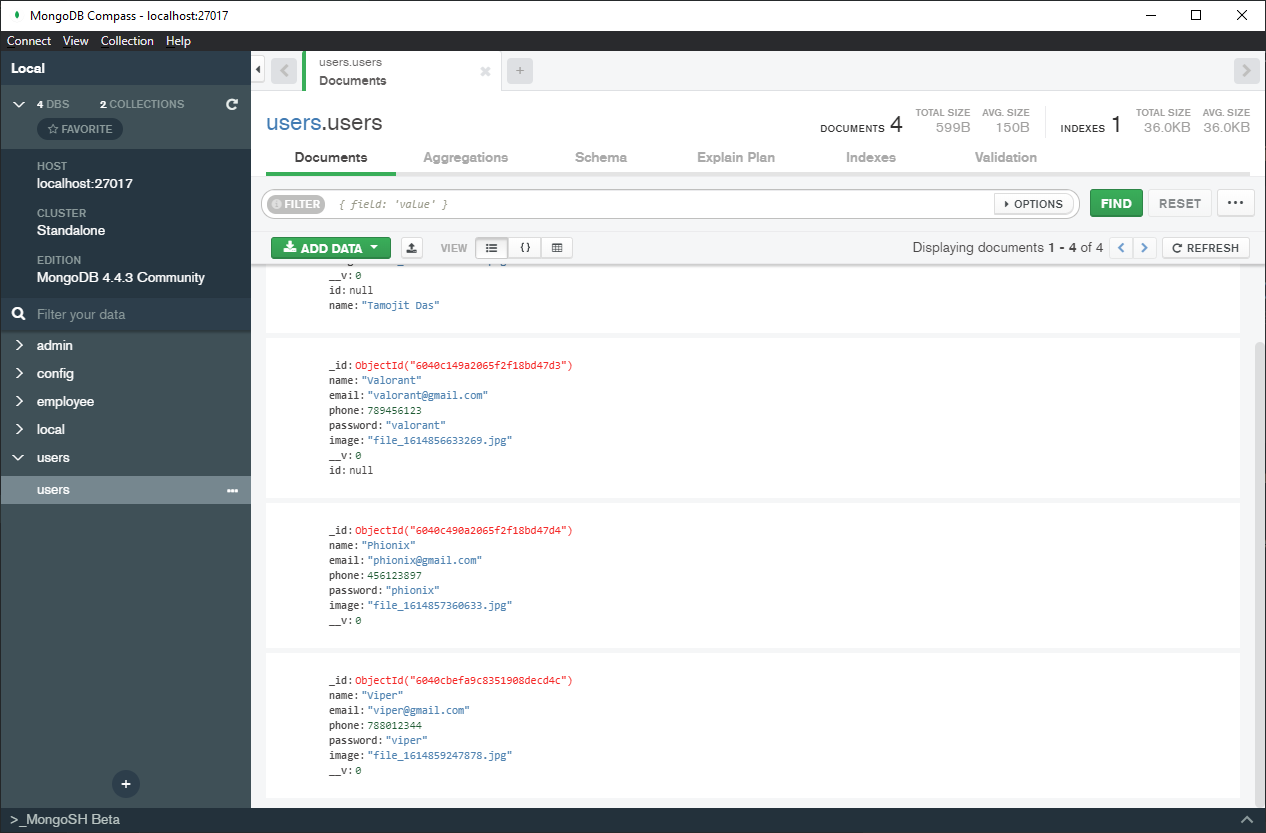 MongoDB Compass - localhost:27017
Connect View Collection Help
Local
4 DBS 2 COLLECTIONS
FAVORITE
HOST
localhost:27017
CLUSTER
Standalone
EDITION
MongoDB 4.4.3 Community
Filter your data
admin
config
employee
local
users
users
>_MongoSH Beta
users.users
Documents
users.users
DOCUMENTS 4 TOTAL SIZE 599B AVG. SIZE 150B INDEXES 1 TOTAL SIZE 36.0KB AVG. SIZE 36.0KB
Documents Aggregations Schema Explain Plan Indexes Validation
FILTER { field: 'value' } OPTIONS FIND RESET
ADD DATA VIEW {} Displaying documents 1 - 4 of 4 REFRESH
__v: 0
id: null
name: "Tamojit Das"
_id: ObjectId("6040c149a2065f2f18bd47d3")
name: "Valorant"
email: "valorant@gmail.com"
phone: 789456123
password: "valorant"
image: "file_1614856633269.jpg"
__v: 0
id: null
_id: ObjectId("6040c490a2065f2f18bd47d4")
name: "Phionix"
email: "phionix@gmail.com"
phone: 456123897
password: "phionix"
image: "file_1614857360633.jpg"
__v: 0
_id: ObjectId("6040cbefa9c8351908decd4c")
name: "Viper"
email: "viper@gmail.com"
phone: 788012344
password: "viper"
image: "file_1614859247878.jpg"
__v: 0